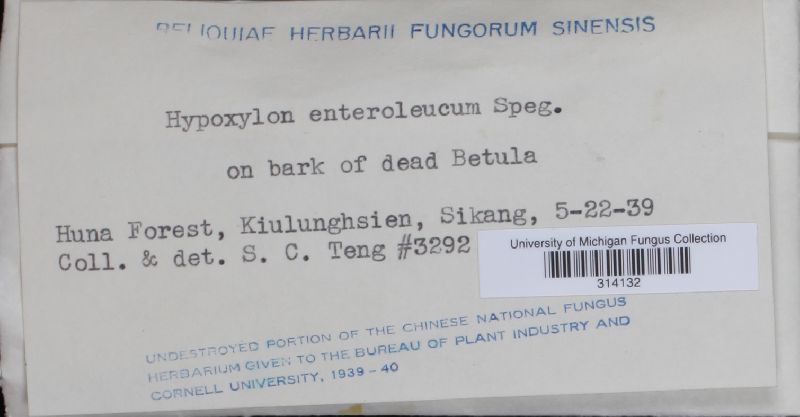 RELIQUIAE HERBARII FUNGORUM SINENSIS
Hypoxylon enteroleucum Speg.
on bark of dead Betula
Huna Forest, Kiulunghsien, Sikang, 5-22-39
Coll. & det. S. C. Teng #3292
University of Michigan Fungus Collection
314132
UNDESTROYED PORTION OF THE CHINESE NATIONAL FUNGUS
HERBARIUM GIVEN TO THE BUREAU OF PLANT INDUSTRY AND
CORNELL UNIVERSITY, 1939-40